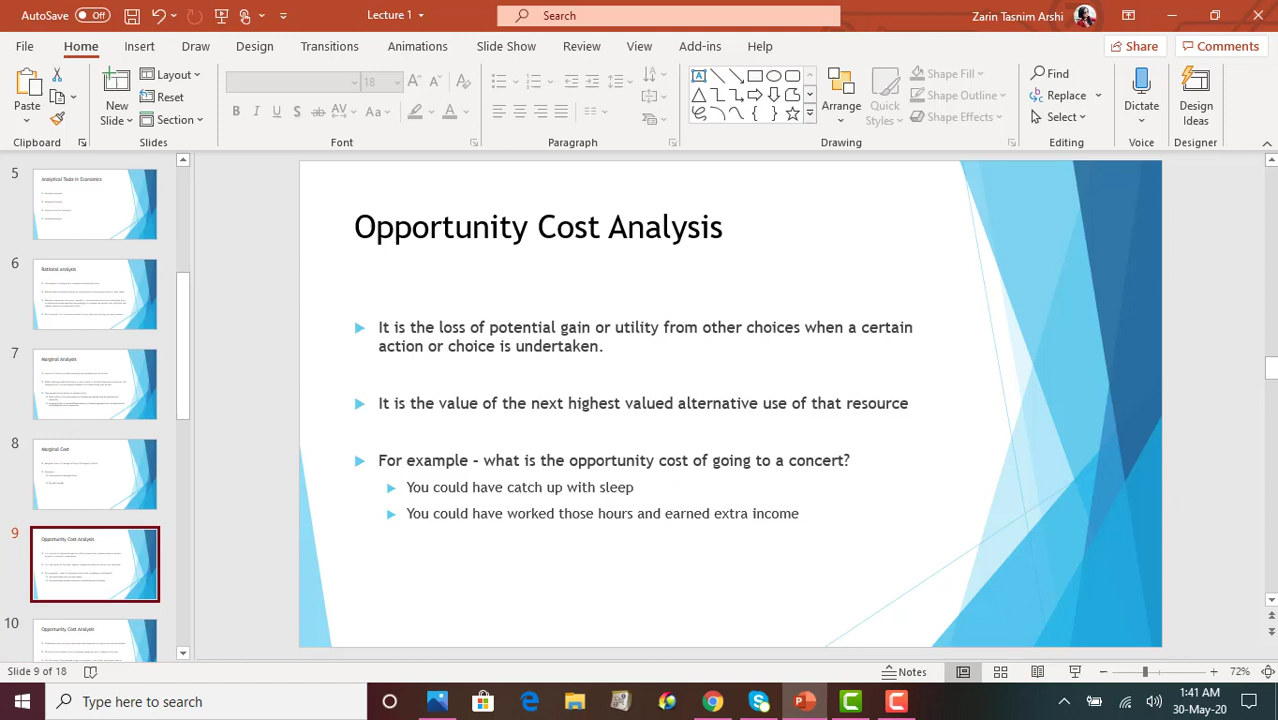 AutoSave Off
Lecture 1
Search
Zarin Tasnim Arshi
File Home Insert Draw Design Transitions Animations Slide Show Review View Add-ins Help Share Comments
Paste
New Slide
Layout
Reset
Section
18
Arrange
Quick Styles
Shape Fill
Shape Outline
Shape Effects
Find
Replace
Select
Dictate
Design Ideas
Clipboard Slides Font Paragraph Drawing Editing Voice Designer
5
Analytical Tools in Economics
6
Rational analysis
7
Marginal Analysis
8
Marginal Cost
9
Opportunity Cost Analysis
10
Opportunity Cost Analysis
Opportunity Cost Analysis
It is the loss of potential gain or utility from other choices when a certain
action or choice is undertaken.
It is the value of the next highest valued alternative use of that resource
For example - what is the opportunity cost of going to a concert?
You could have catch up with sleep
You could have worked those hours and earned extra income
Slide 9 of 18
Notes
72%
Type here to search
1:41 AM
30-May-20